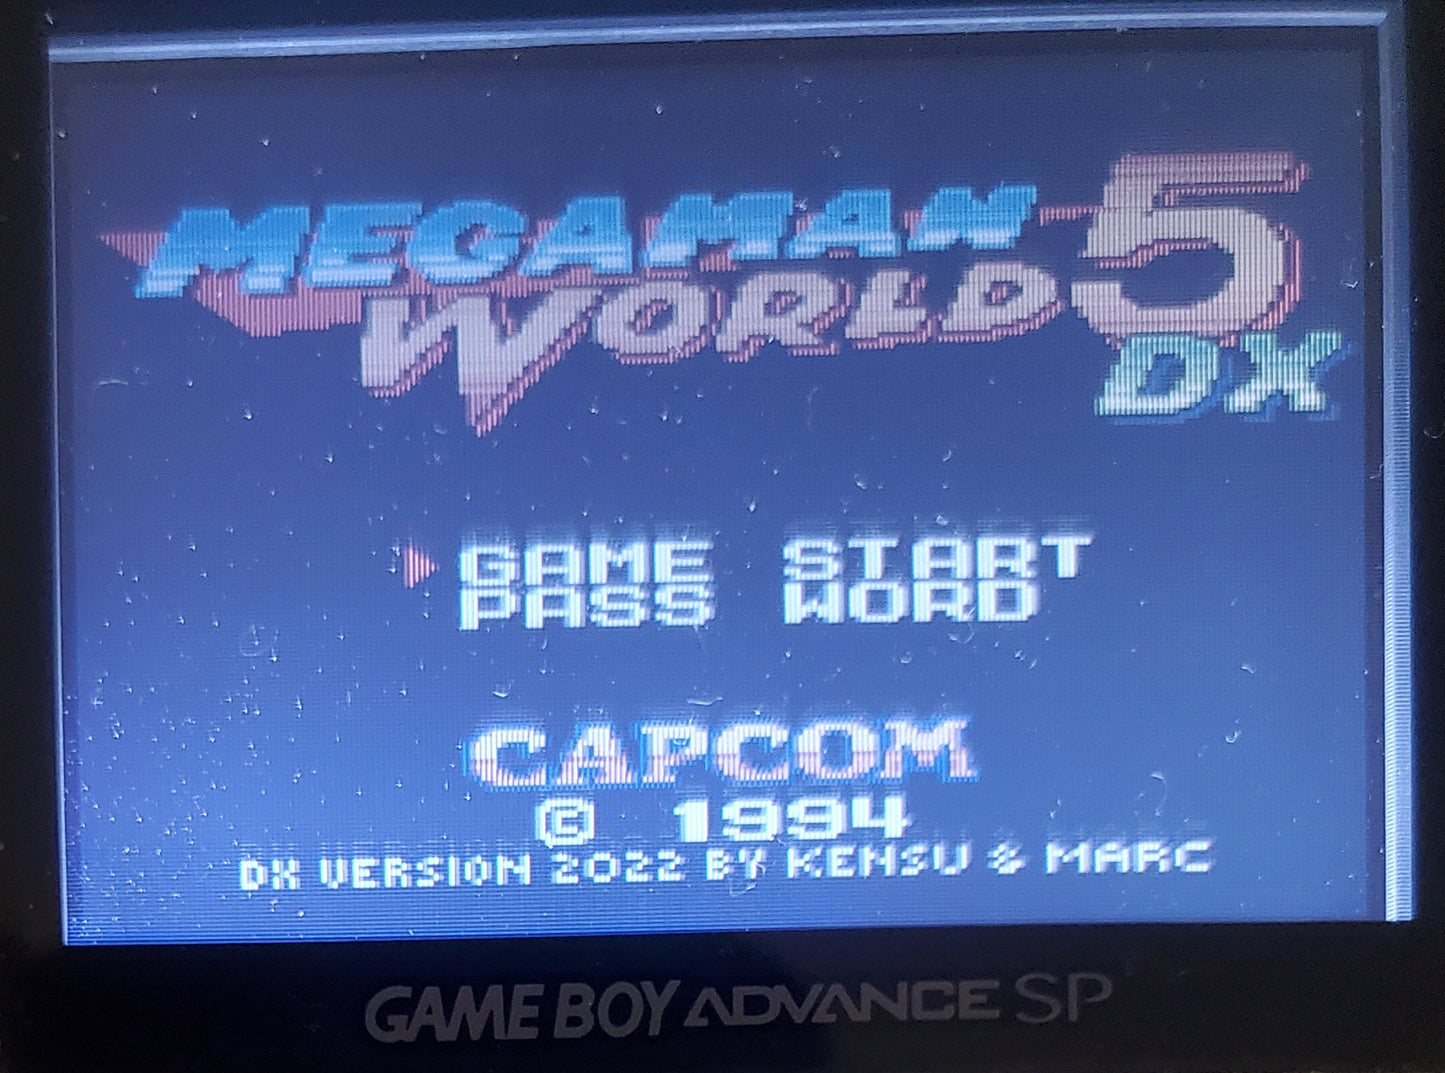 MEGAMAN
WORLD 5
DX
GAME START
PASS WORD
CAPCOM
© 1994
DX VERSION 2022 BY KENSU & MARC
GAME BOY ADVANCE SP